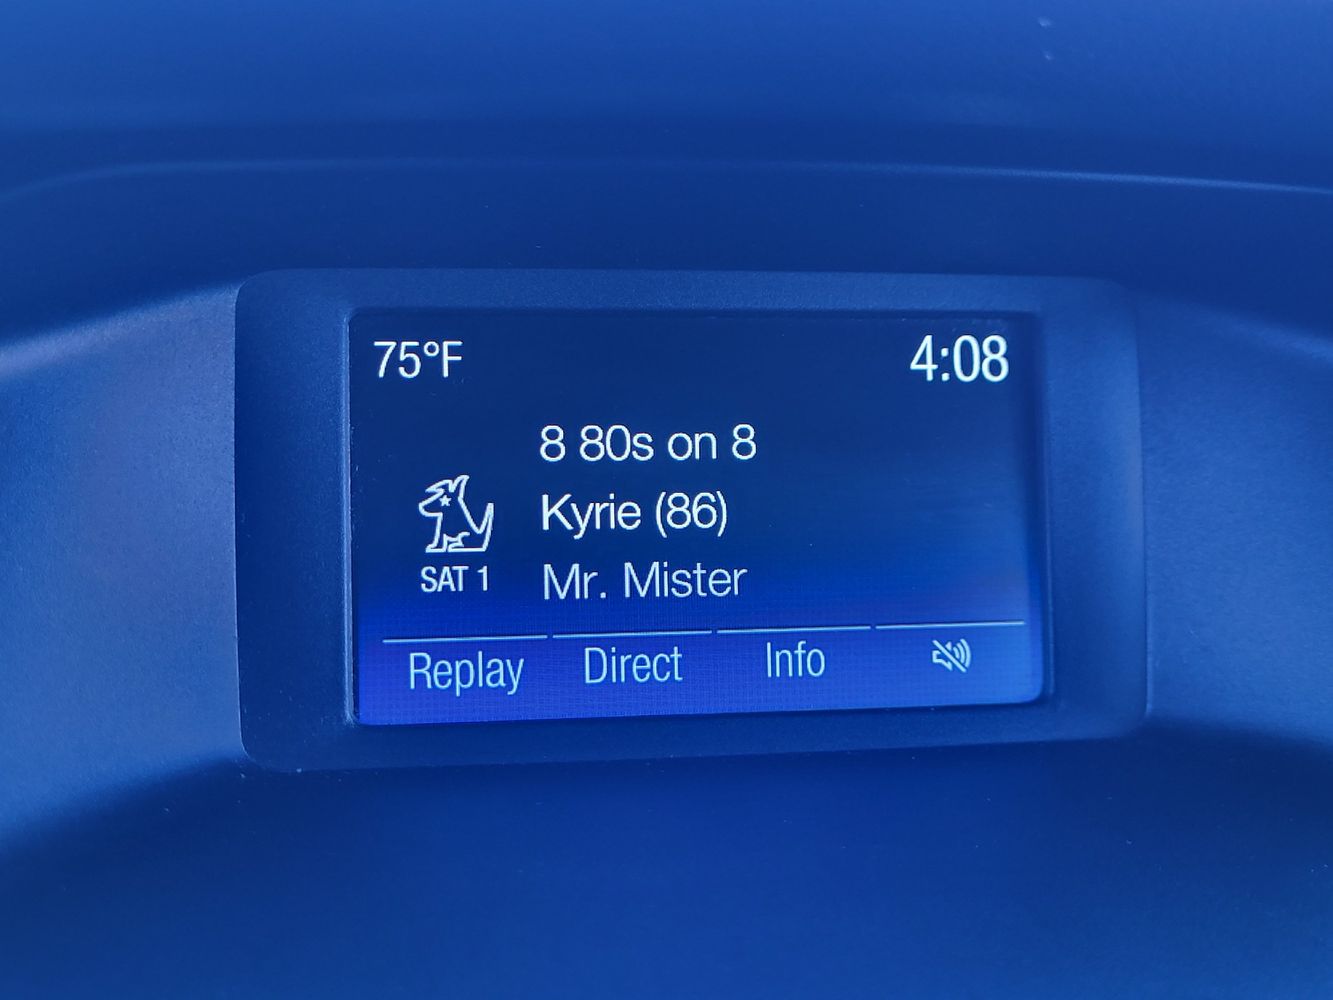 75°F
4:08
8 80s on 8
Kyrie (86)
SAT 1
Mr. Mister
Replay
Direct
Info